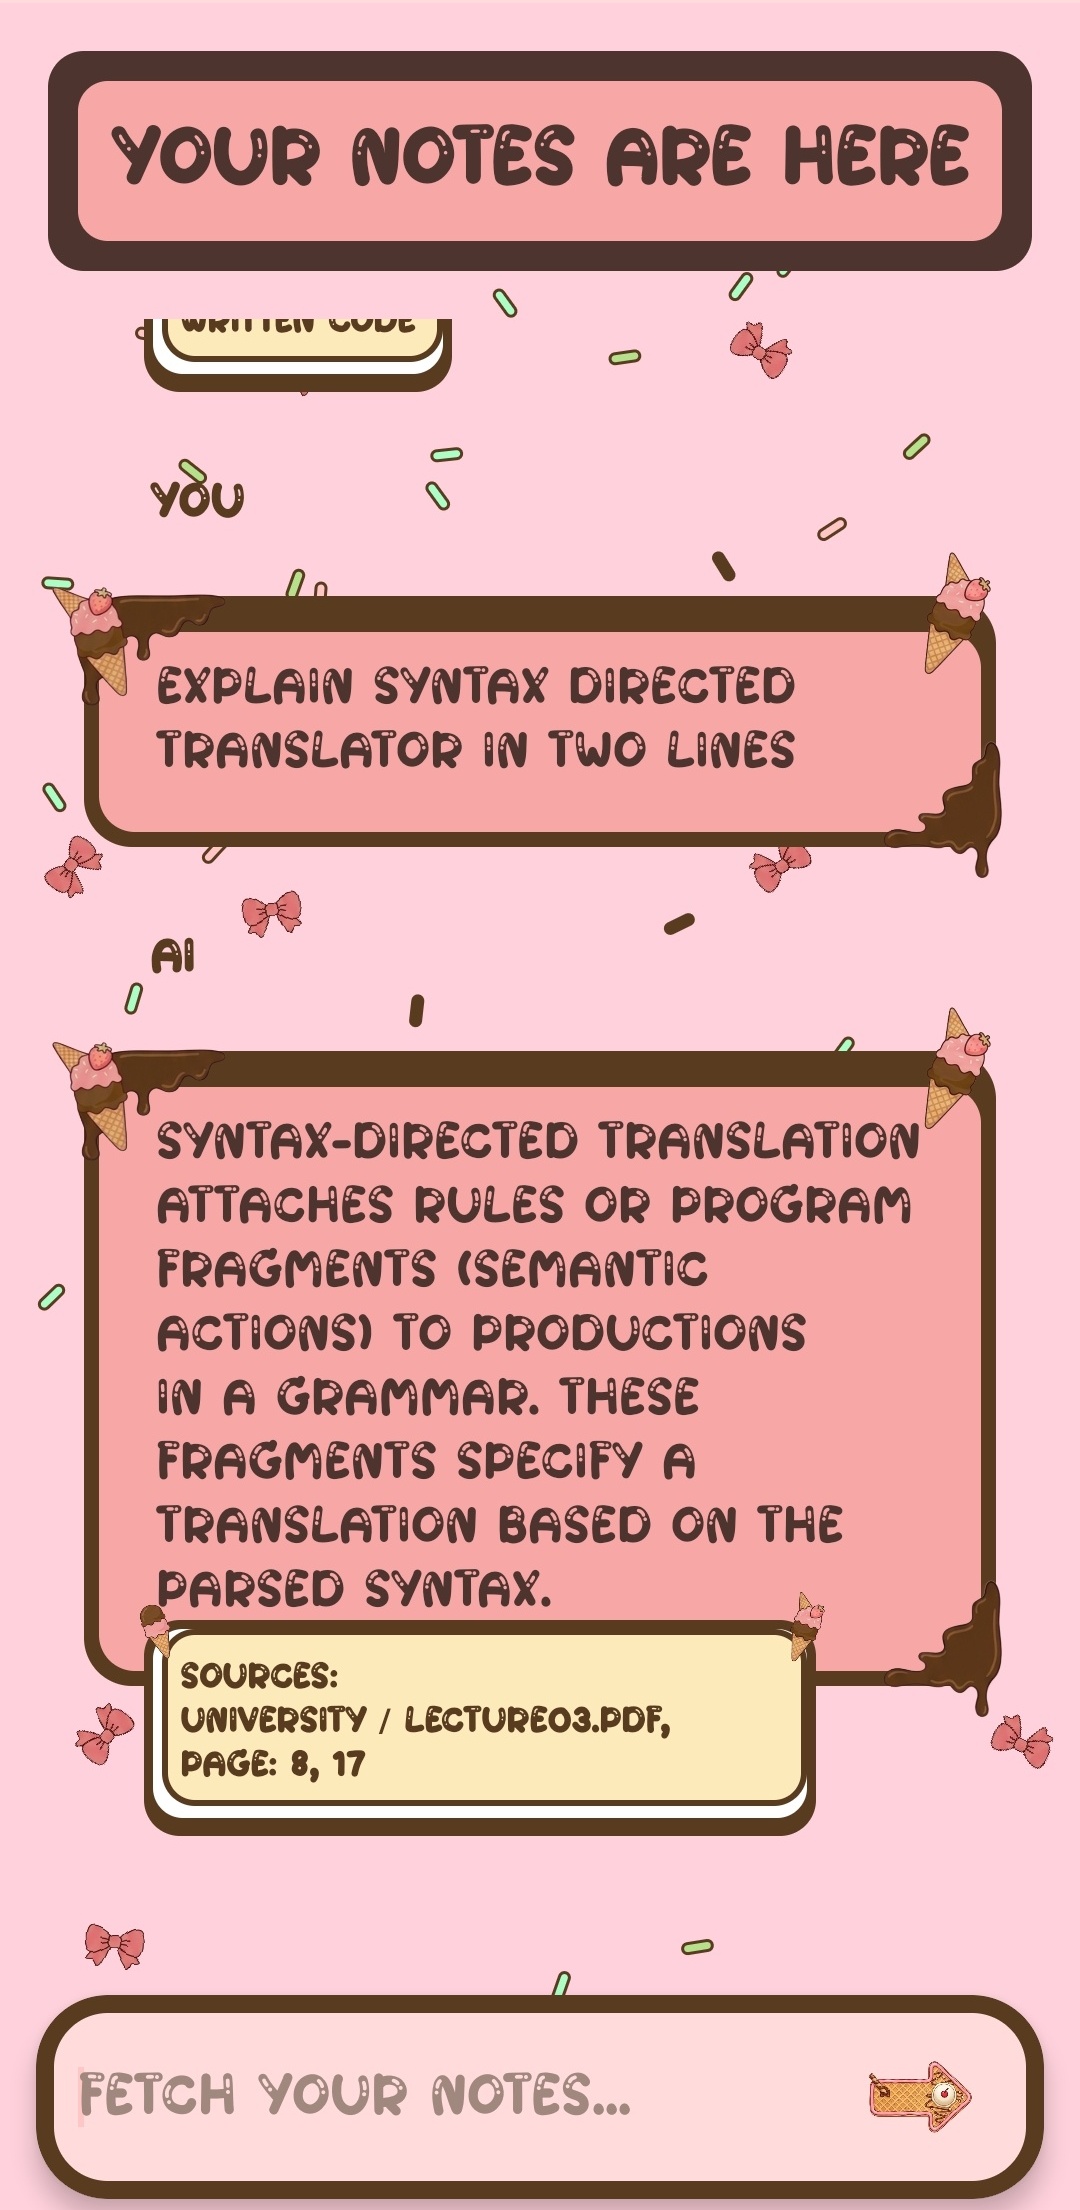 YOUR NOTES ARE HERE
WRITTEN CODE
YOU
EXPLAIN SYNTAX DIRECTED
TRANSLATOR IN TWO LINES
AI
SYNTAX-DIRECTED TRANSLATION
ATTACHES RULES OR PROGRAM
FRAGMENTS (SEMANTIC
ACTIONS) TO PRODUCTIONS
IN A GRAMMAR. THESE
FRAGMENTS SPECIFY A
TRANSLATION BASED ON THE
PARSED SYNTAX.
SOURCES:
UNIVERSITY / LECTURE03.PDF,
PAGE: 8, 17
FETCH YOUR NOTES...